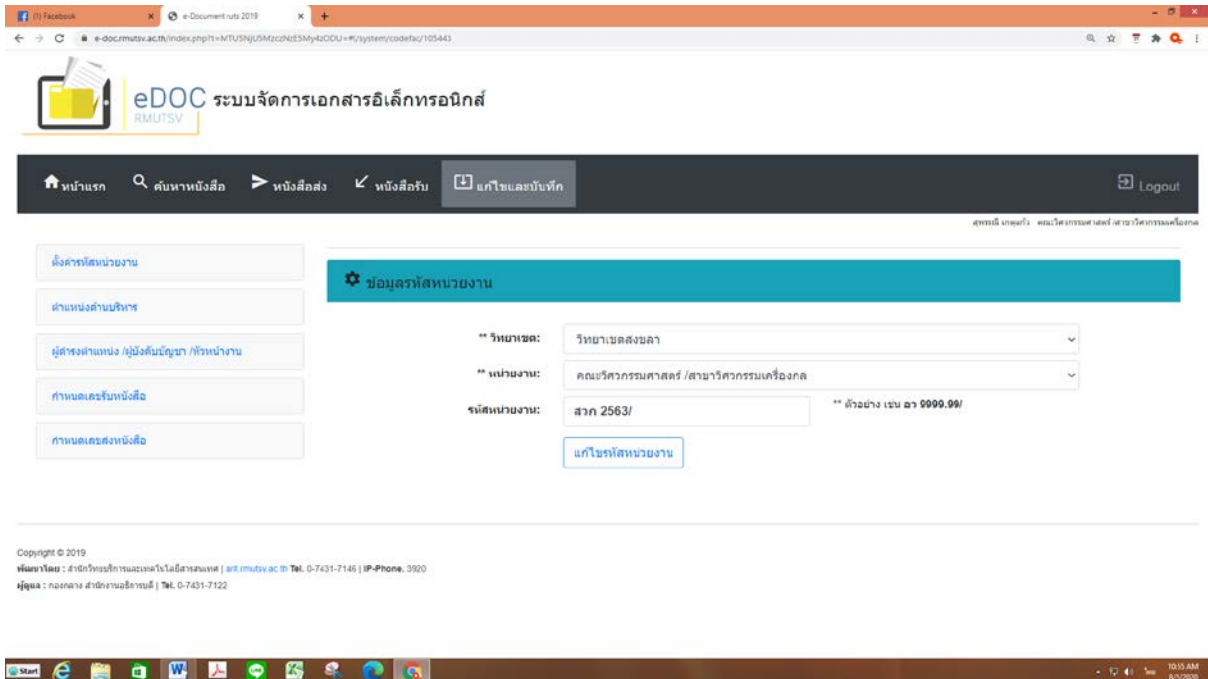 (1) Facebook
e-Document ruts 2019
e-doc.rmutsv.ac.th/index.php?
eDOC ระบบจัดการเอกสารอิเล็กทรอนิกส์
RMUTSV
หน้าแรก ค้นหาหนังสือ หนังสือส่ง หนังสือรับ แก้ไขและบันทึก Logout
คณะวิศวกรรมศาสตร์ /สาขาวิศวกรรมเครื่องกล
ตั้งค่ารหัสหน่วยงาน
ข้อมูลรหัสหน่วยงาน
ตำแหน่งด้านบริหาร
** วิทยาเขต: วิทยาเขตสงขลา
ผู้ดำรงตำแหน่ง /ผู้บังคับบัญชา /หัวหน้างาน
** หน่วยงาน: คณะวิศวกรรมศาสตร์ /สาขาวิศวกรรมเครื่องกล
กำหนดเลขรับหนังสือ
รหัสหน่วยงาน: สวก 2563/ ** ตัวอย่าง เช่น อว 9999.99/
กำหนดเลขส่งหนังสือ
แก้ไขรหัสหน่วยงาน
Copyright © 2019
พัฒนาโดย : สำนักวิทยบริการและเทคโนโลยีสารสนเทศ | arit.rmutsv.ac.th Tel. 0-7431-7146 | IP-Phone. 3920
ผู้ดูแล : กองกลาง สำนักงานอธิการบดี | Tel. 0-7431-7122
Start
10:55 AM
8/5/2020